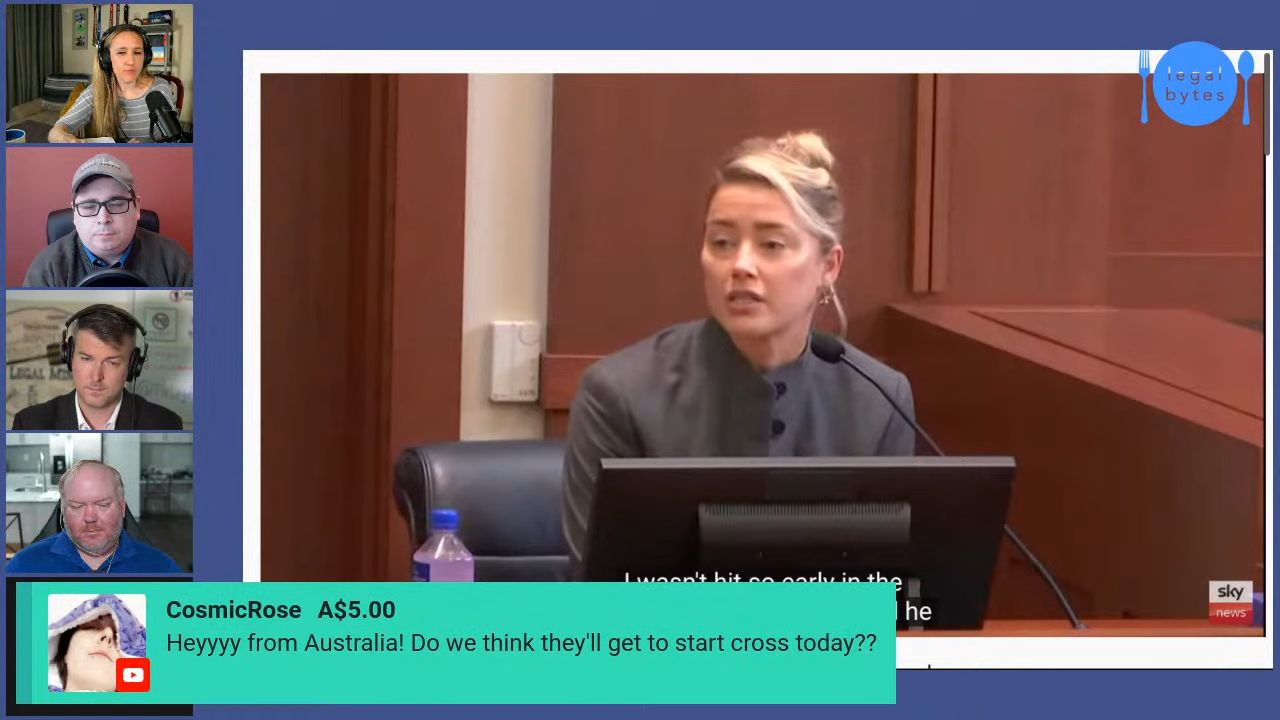 legal
bytes
I wasn't hit so early in the
he
sky
news
CosmicRose A$5.00
Heyyyy from Australia! Do we think they'll get to start cross today??